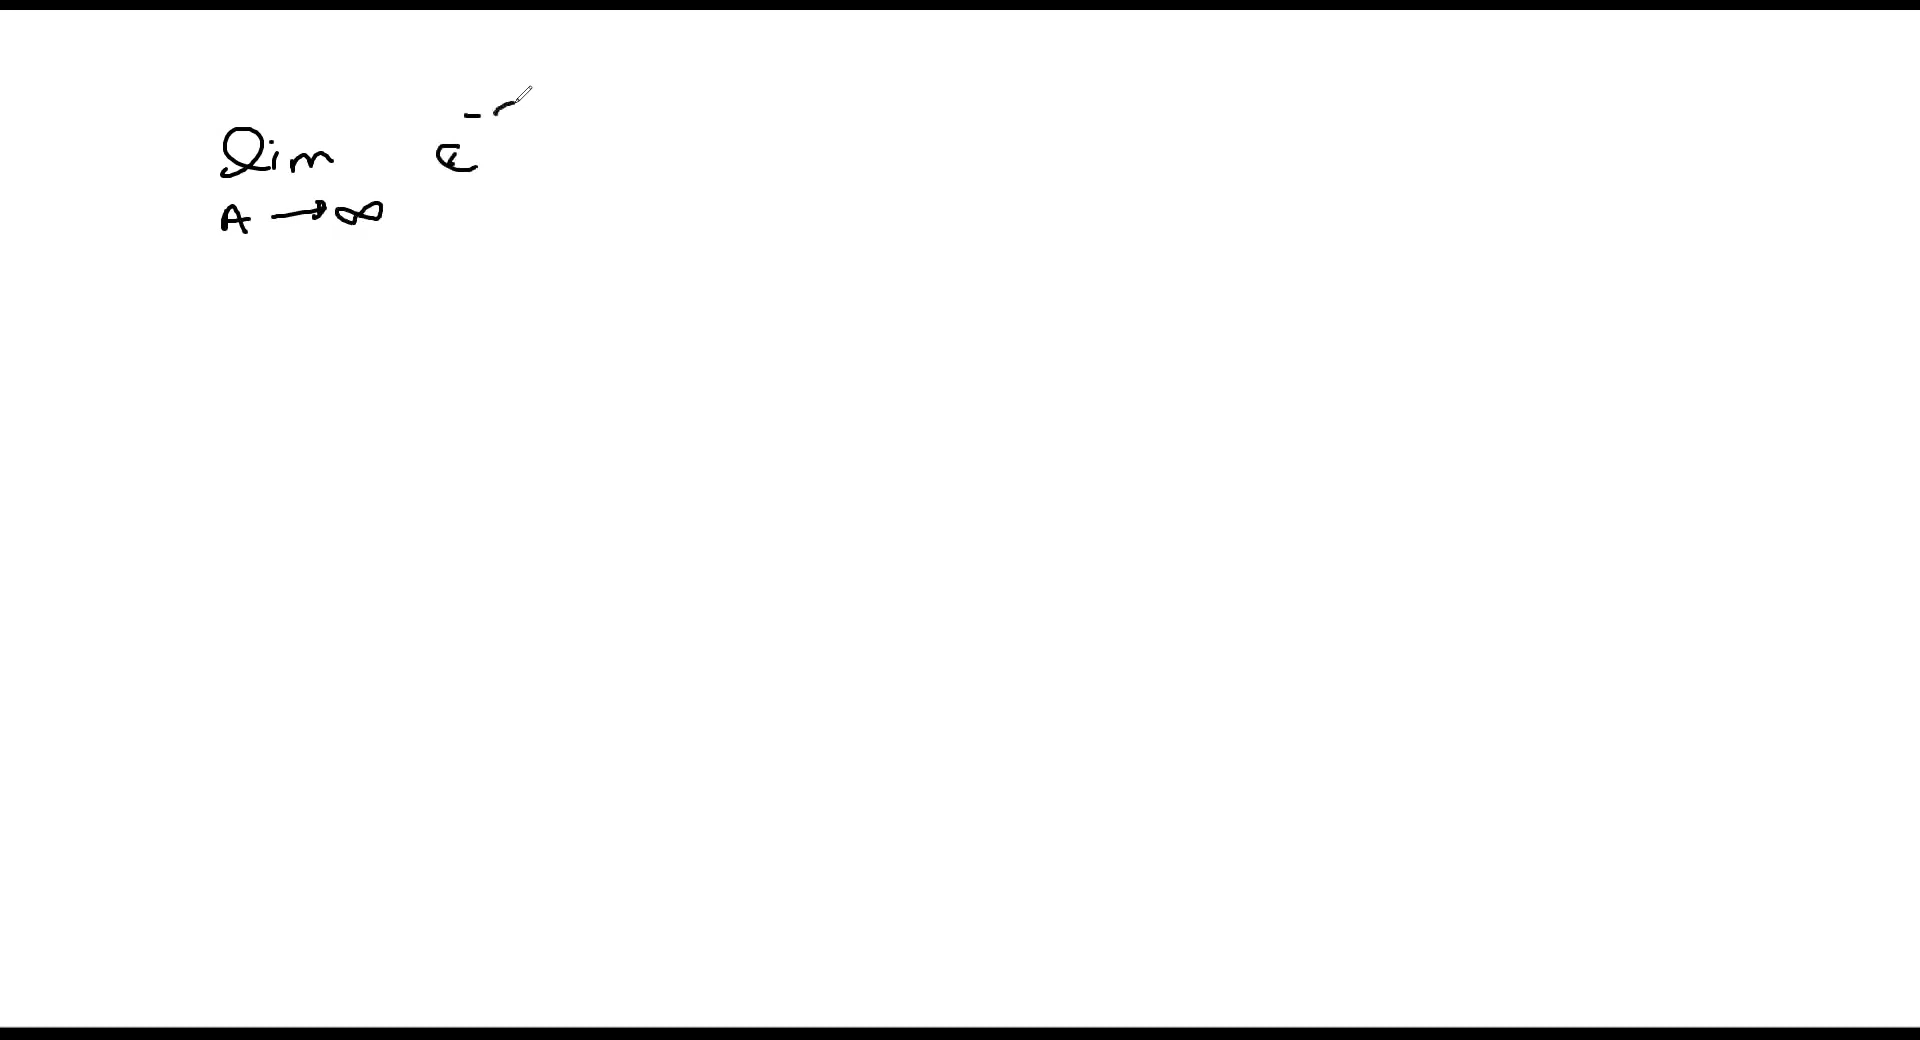 lim e^-
A → ∞